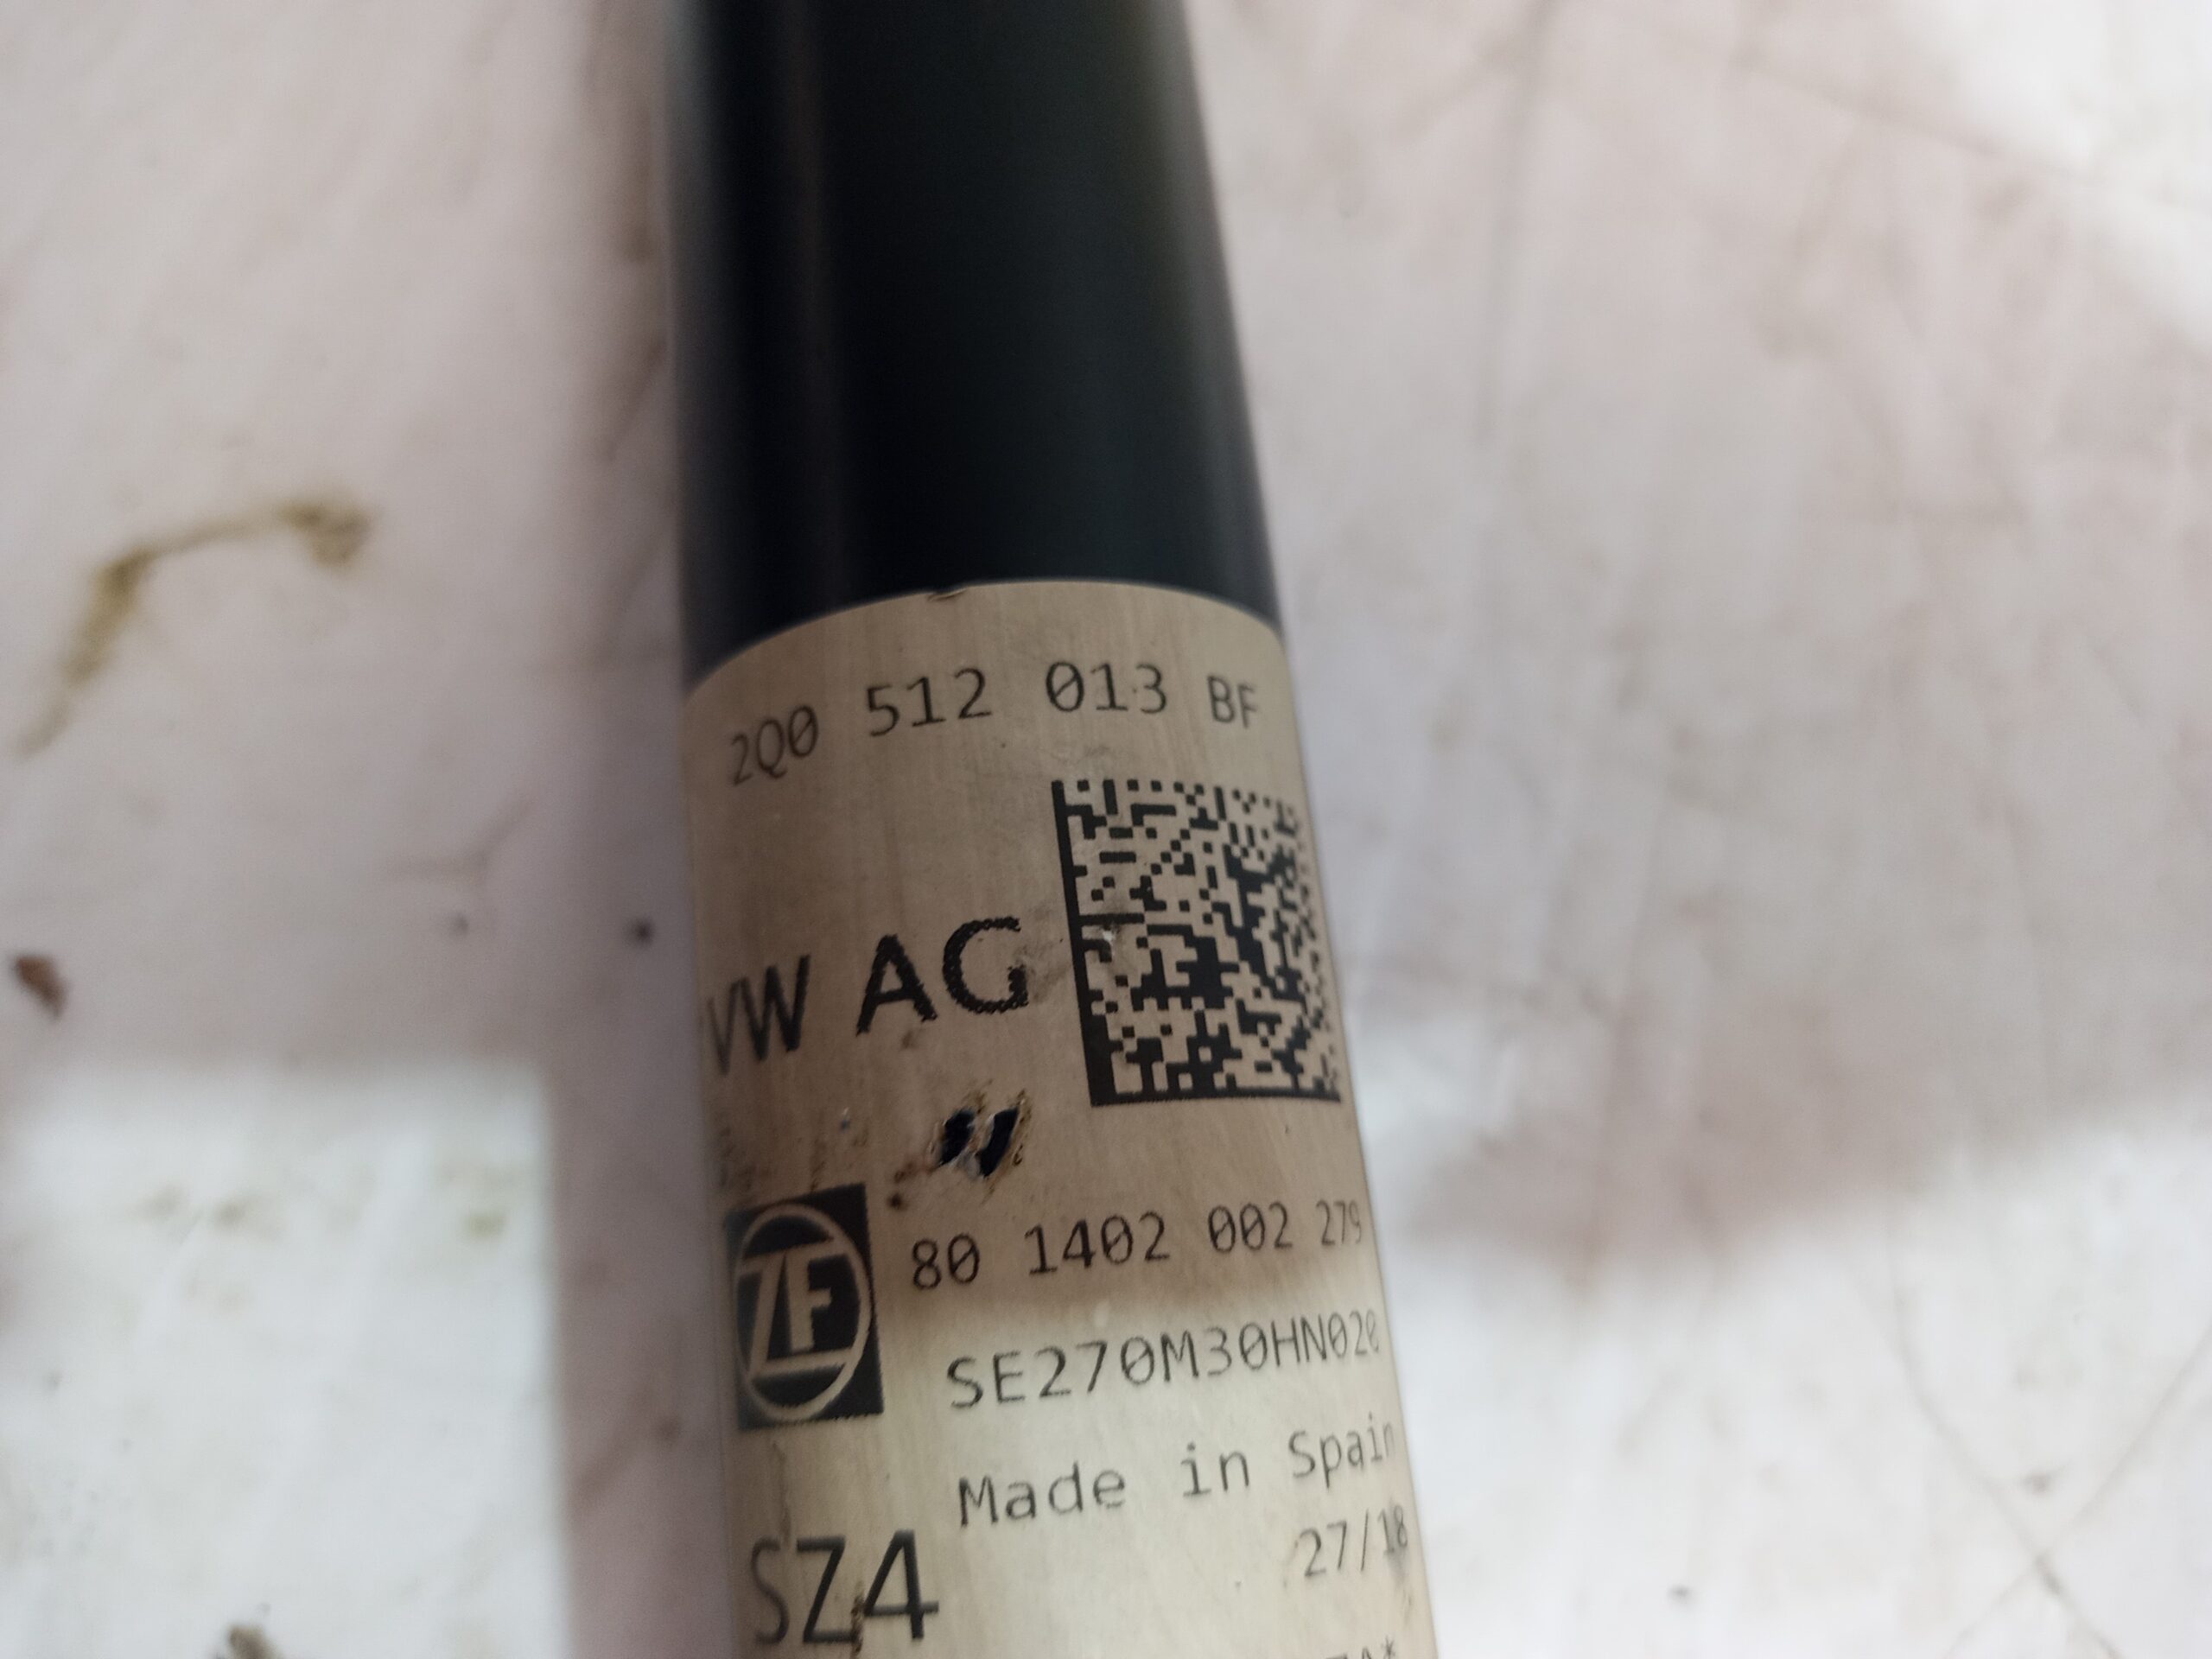 2Q0 512 013 BF
VW AG
ZF
80 1402 002 279
SE270M30HN020
Made in Spain
SZ4
27/18